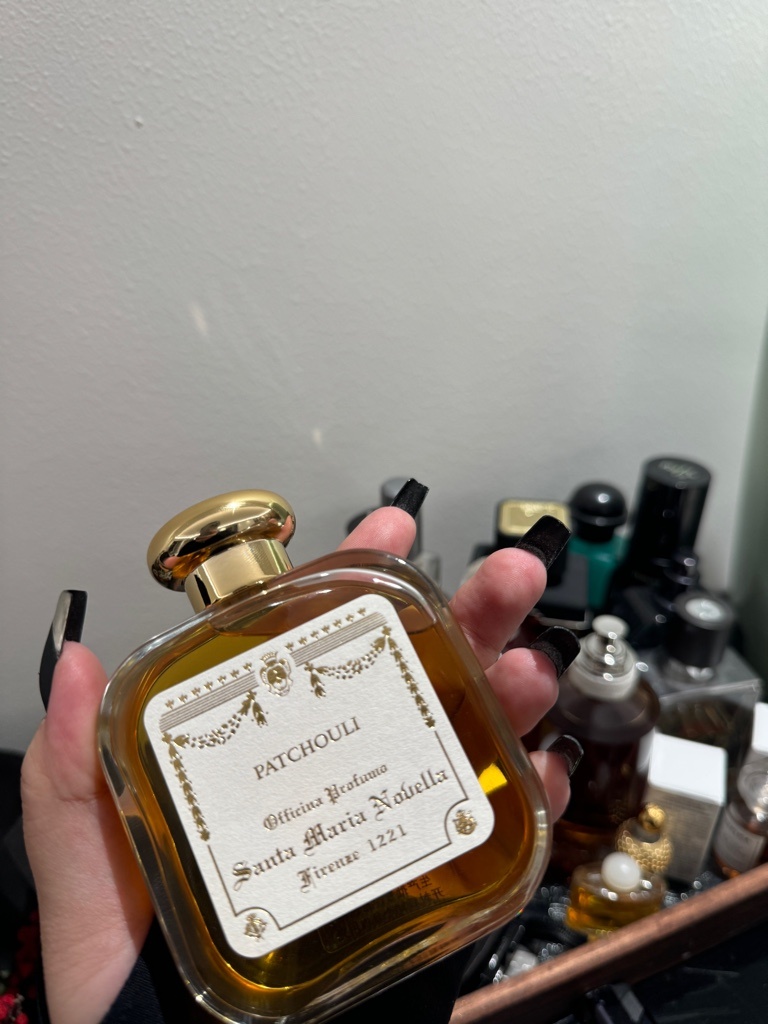 PATCHOULI
Officina Profumo
Santa Maria Novella
Firenze 1221